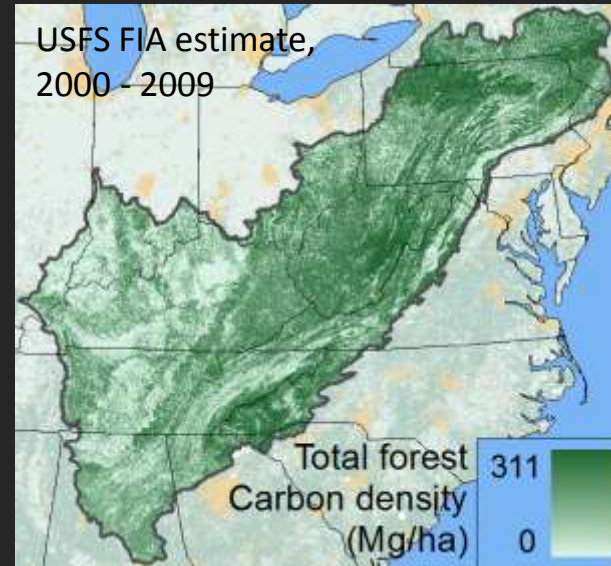 USFS FIA estimate,
2000 - 2009
Total forest
Carbon density
(Mg/ha)
311
0